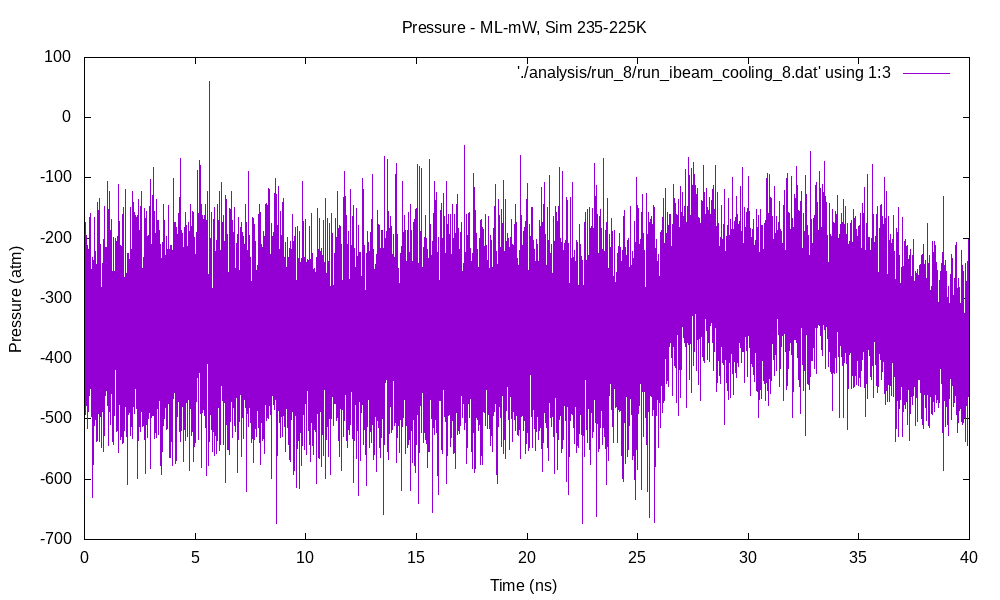 Pressure - ML-mW, Sim 235-225K
'./analysis/run_8/run_ibeam_cooling_8.dat' using 1:3
Pressure (atm)
100
0
-100
-200
-300
-400
-500
-600
-700
0 5 10 15 20 25 30 35 40
Time (ns)